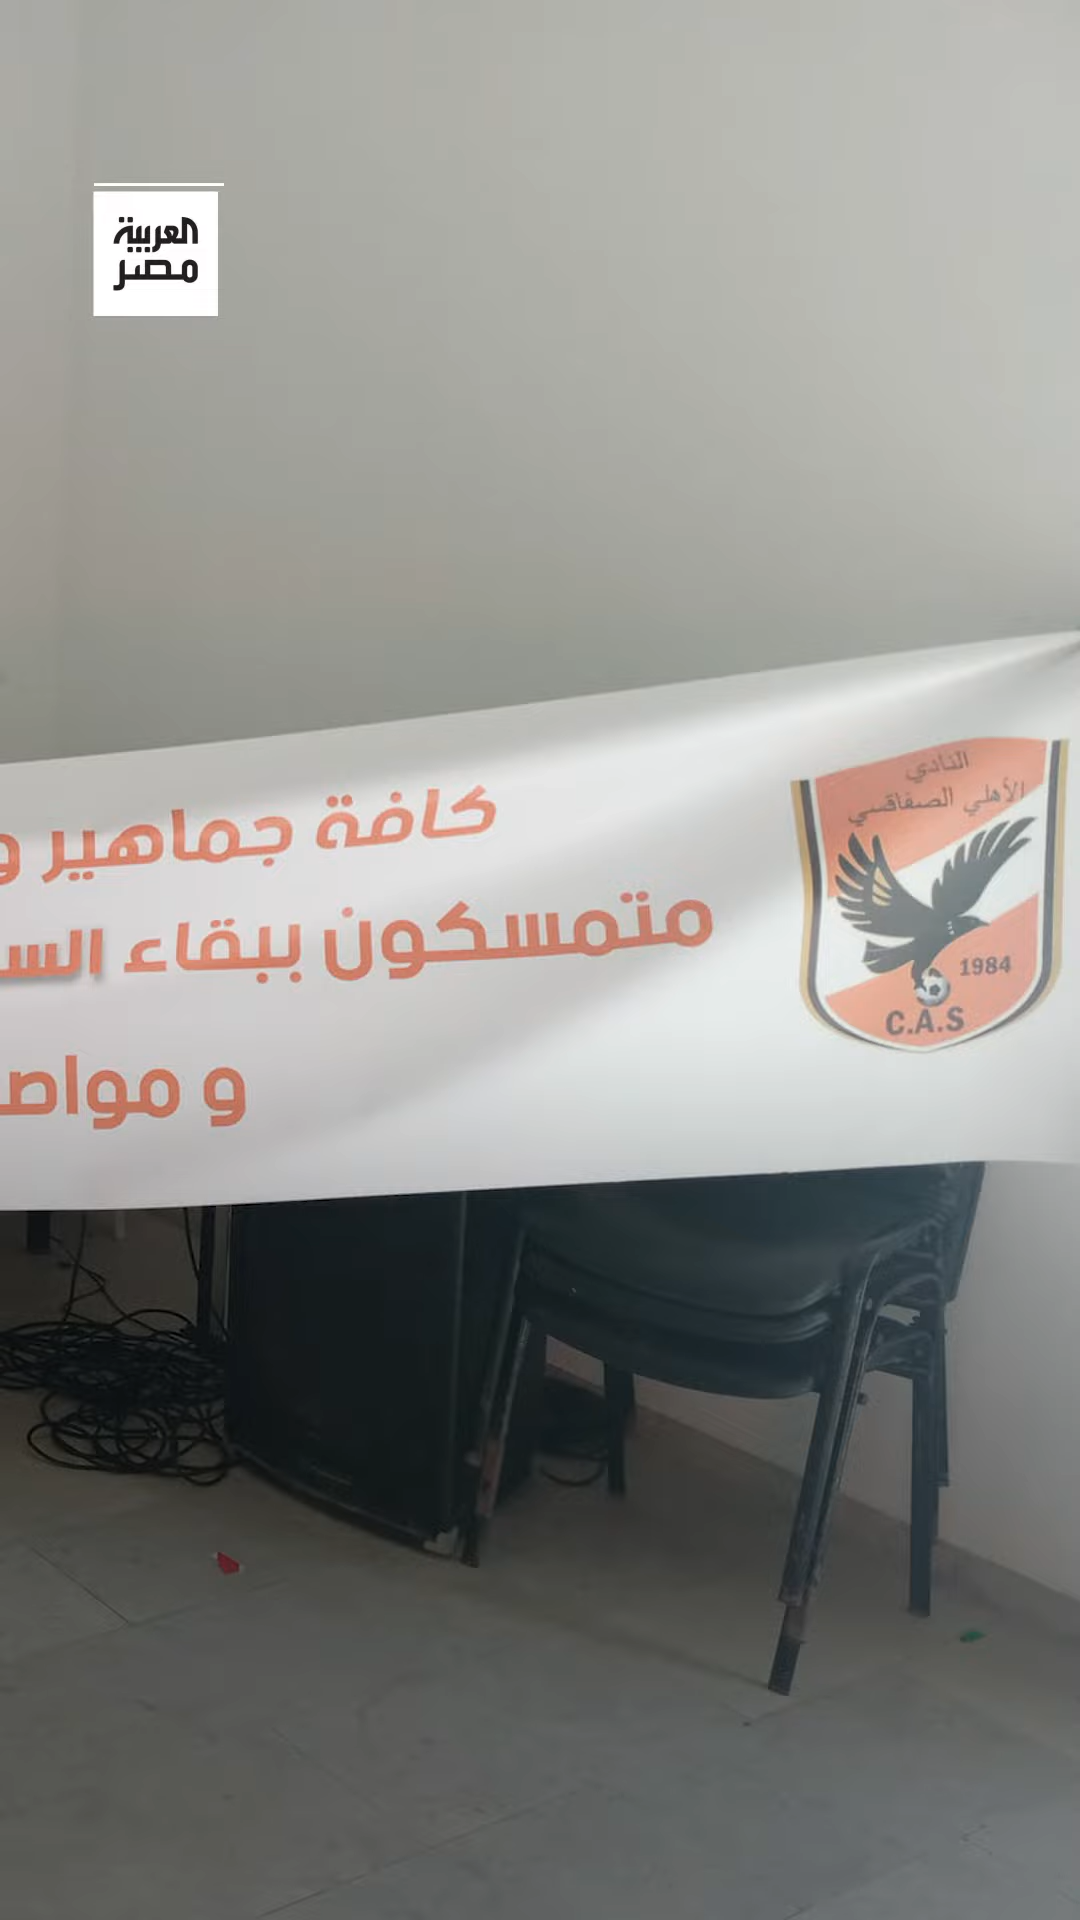 العربية
مصر
كافة جماهير و
متمسكون ببقاء
و
النادي
الأهلي الصفاقسي
1984
C.A.S